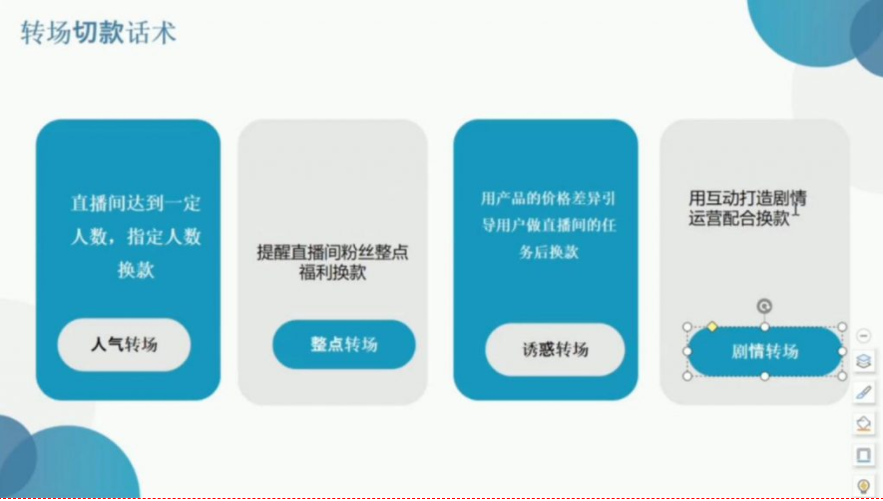 转场切款话术
直播间达到一定
人数，指定人数
换款
人气转场
提醒直播间粉丝整点
福利换款
整点转场
用产品的价格差异引
导用户做直播间的任
务后换款
诱惑转场
用互动打造剧情
运营配合换款
剧情转场